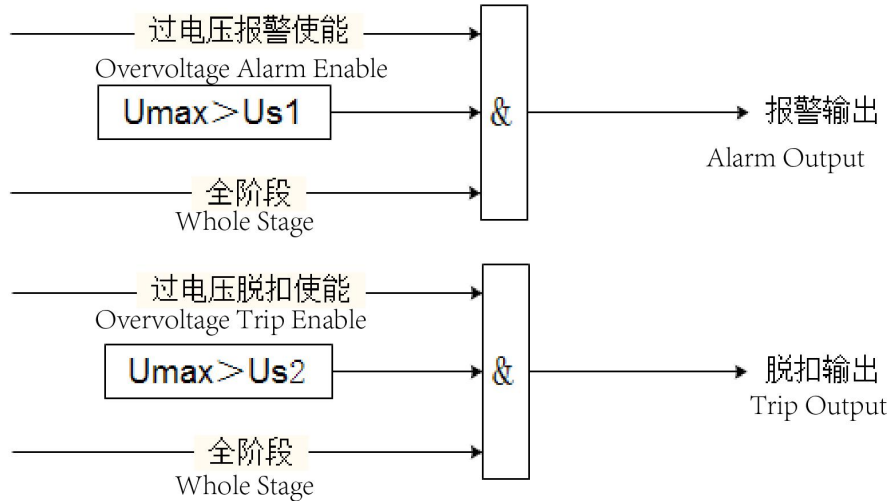 过电压报警使能
Overvoltage Alarm Enable
Umax＞Us1
&
报警输出
Alarm Output
全阶段
Whole Stage
过电压脱扣使能
Overvoltage Trip Enable
Umax＞Us2
&
脱扣输出
Trip Output
全阶段
Whole Stage